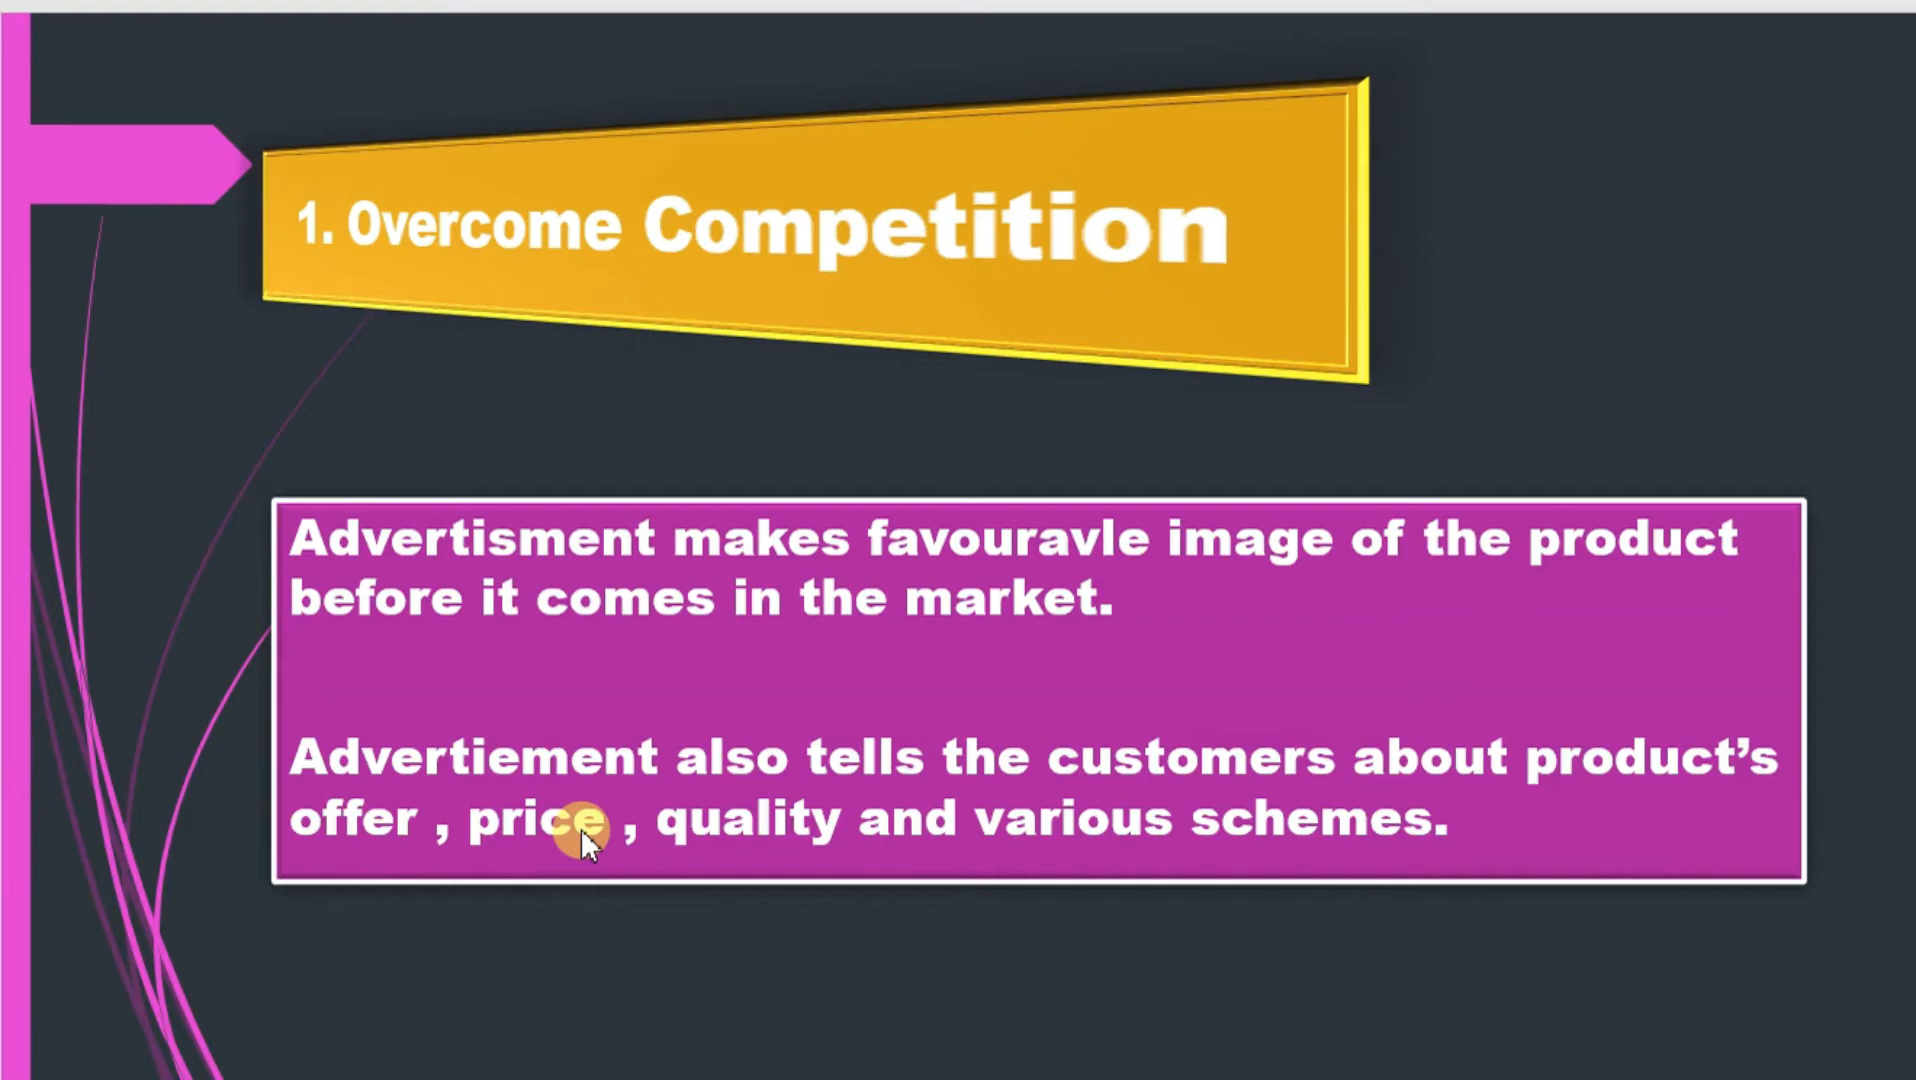 1. Overcome Competition
Advertisment makes favouravle image of the product
before it comes in the market.
Advertiement also tells the customers about product’s
offer , price , quality and various schemes.